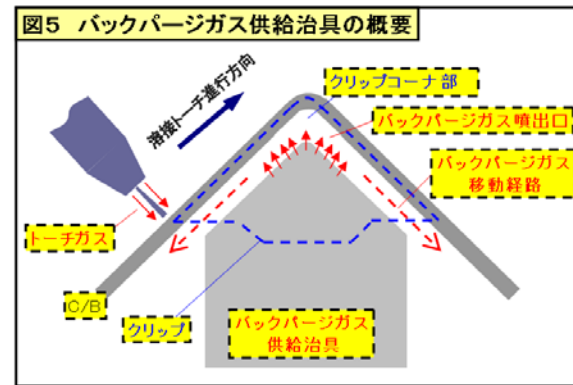 図5 バックパージガス供給治具の概要
溶接トーチ進行方向
クリップコーナ部
バックパージガス噴出口
バックパージガス
移動経路
トーチガス
C/B
クリップ
バックパージガス
供給治具